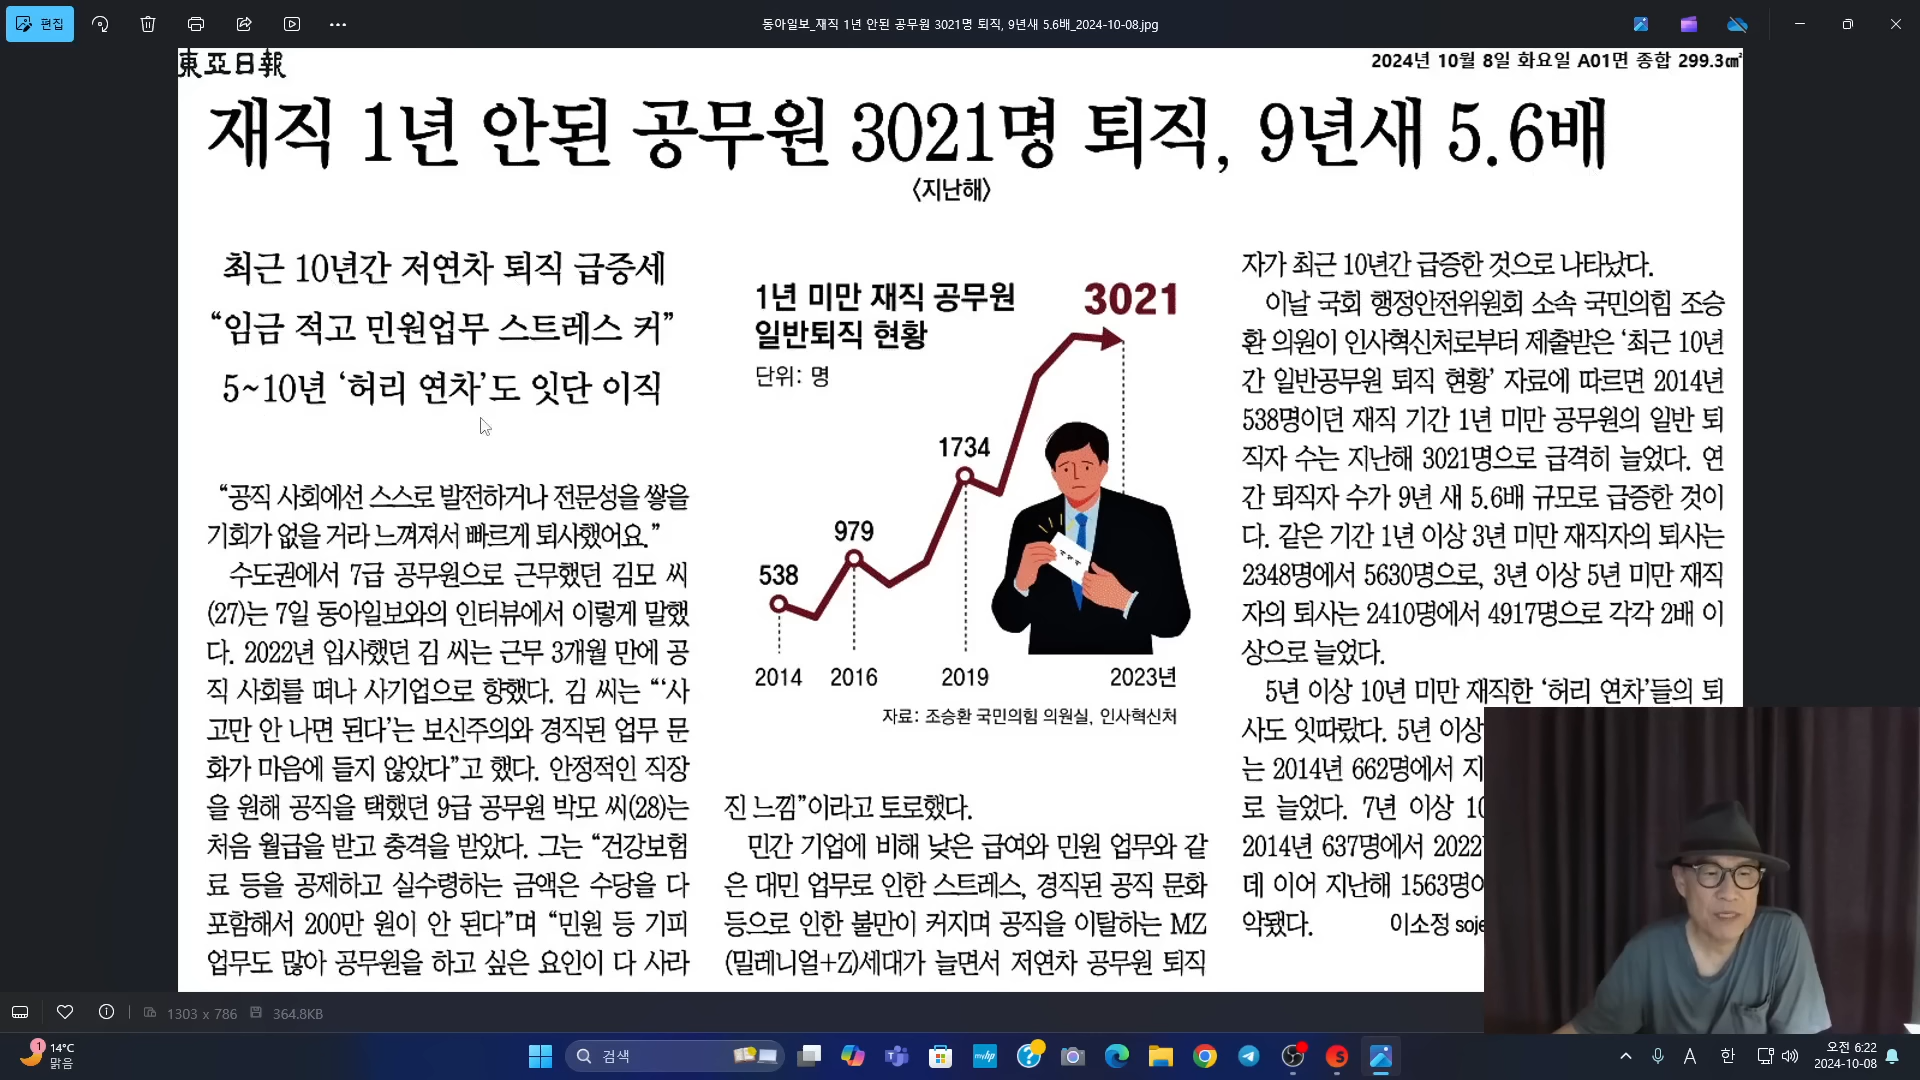 편집
동아일보_재직 1년 안된 공무원 3021명 퇴직, 9년새 5.6배_2024-10-08.jpg
東亞日報
2024년 10월 8일 화요일 A01면 종합 299.3㎠
재직 1년 안된 공무원 3021명 퇴직, 9년새 5.6배
〈지난해〉
최근 10년간 저연차 퇴직 급증세
“임금 적고 민원업무 스트레스 커”
5~10년 ‘허리 연차’도 잇단 이직
“공직 사회에선 스스로 발전하거나 전문성을 쌓을
기회가 없을 거라 느껴져서 빠르게 퇴사했어요.”
수도권에서 7급 공무원으로 근무했던 김모 씨
(27)는 7일 동아일보와의 인터뷰에서 이렇게 말했
다. 2022년 입사했던 김 씨는 근무 3개월 만에 공
직 사회를 떠나 사기업으로 향했다. 김 씨는 “‘사
고만 안 나면 된다’는 보신주의와 경직된 업무 문
화가 마음에 들지 않았다”고 했다. 안정적인 직장
을 원해 공직을 택했던 9급 공무원 박모 씨(28)는
처음 월급을 받고 충격을 받았다. 그는 “건강보험
료 등을 공제하고 실수령하는 금액은 수당을 다
포함해서 200만 원이 안 된다”며 “민원 등 기피
업무도 많아 공무원을 하고 싶은 요인이 다 사라
1년 미만 재직 공무원
일반퇴직 현황
단위: 명
3021
1734
979
538
2014 2016 2019 2023년
자료: 조승환 국민의힘 의원실, 인사혁신처
진 느낌”이라고 토로했다.
민간 기업에 비해 낮은 급여와 민원 업무와 같
은 대민 업무로 인한 스트레스, 경직된 공직 문화
등으로 인한 불만이 커지며 공직을 이탈하는 MZ
(밀레니얼+Z)세대가 늘면서 저연차 공무원 퇴직
자가 최근 10년간 급증한 것으로 나타났다.
이날 국회 행정안전위원회 소속 국민의힘 조승
환 의원이 인사혁신처로부터 제출받은 ‘최근 10년
간 일반공무원 퇴직 현황’ 자료에 따르면 2014년
538명이던 재직 기간 1년 미만 공무원의 일반 퇴
직자 수는 지난해 3021명으로 급격히 늘었다. 연
간 퇴직자 수가 9년 새 5.6배 규모로 급증한 것이
다. 같은 기간 1년 이상 3년 미만 재직자의 퇴사는
2348명에서 5630명으로, 3년 이상 5년 미만 재직
자의 퇴사는 2410명에서 4917명으로 각각 2배 이
상으로 늘었다.
5년 이상 10년 미만 재직한 ‘허리 연차’들의 퇴
사도 잇따랐다. 5년 이상
는 2014년 662명에서 지
로 늘었다. 7년 이상 10
2014년 637명에서 2022
데 이어 지난해 1563명이
악됐다. 이소정 soje
1303 x 786 364.8KB
1
14°C
맑음
검색
myhp
A 한
오전 6:22
2024-10-08